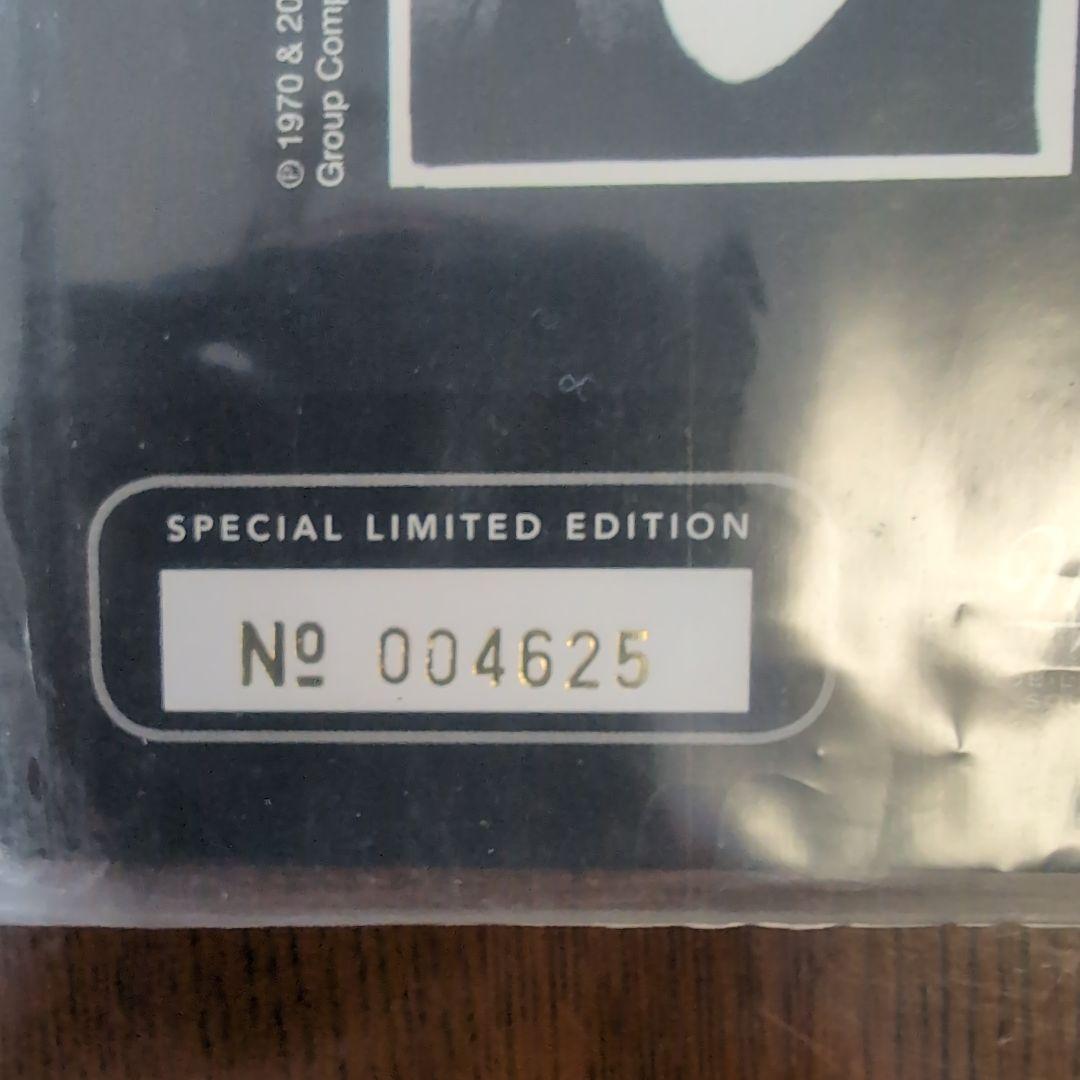 ℗ 1970 & 20
Group Comp
SPECIAL LIMITED EDITION
Nº 004625